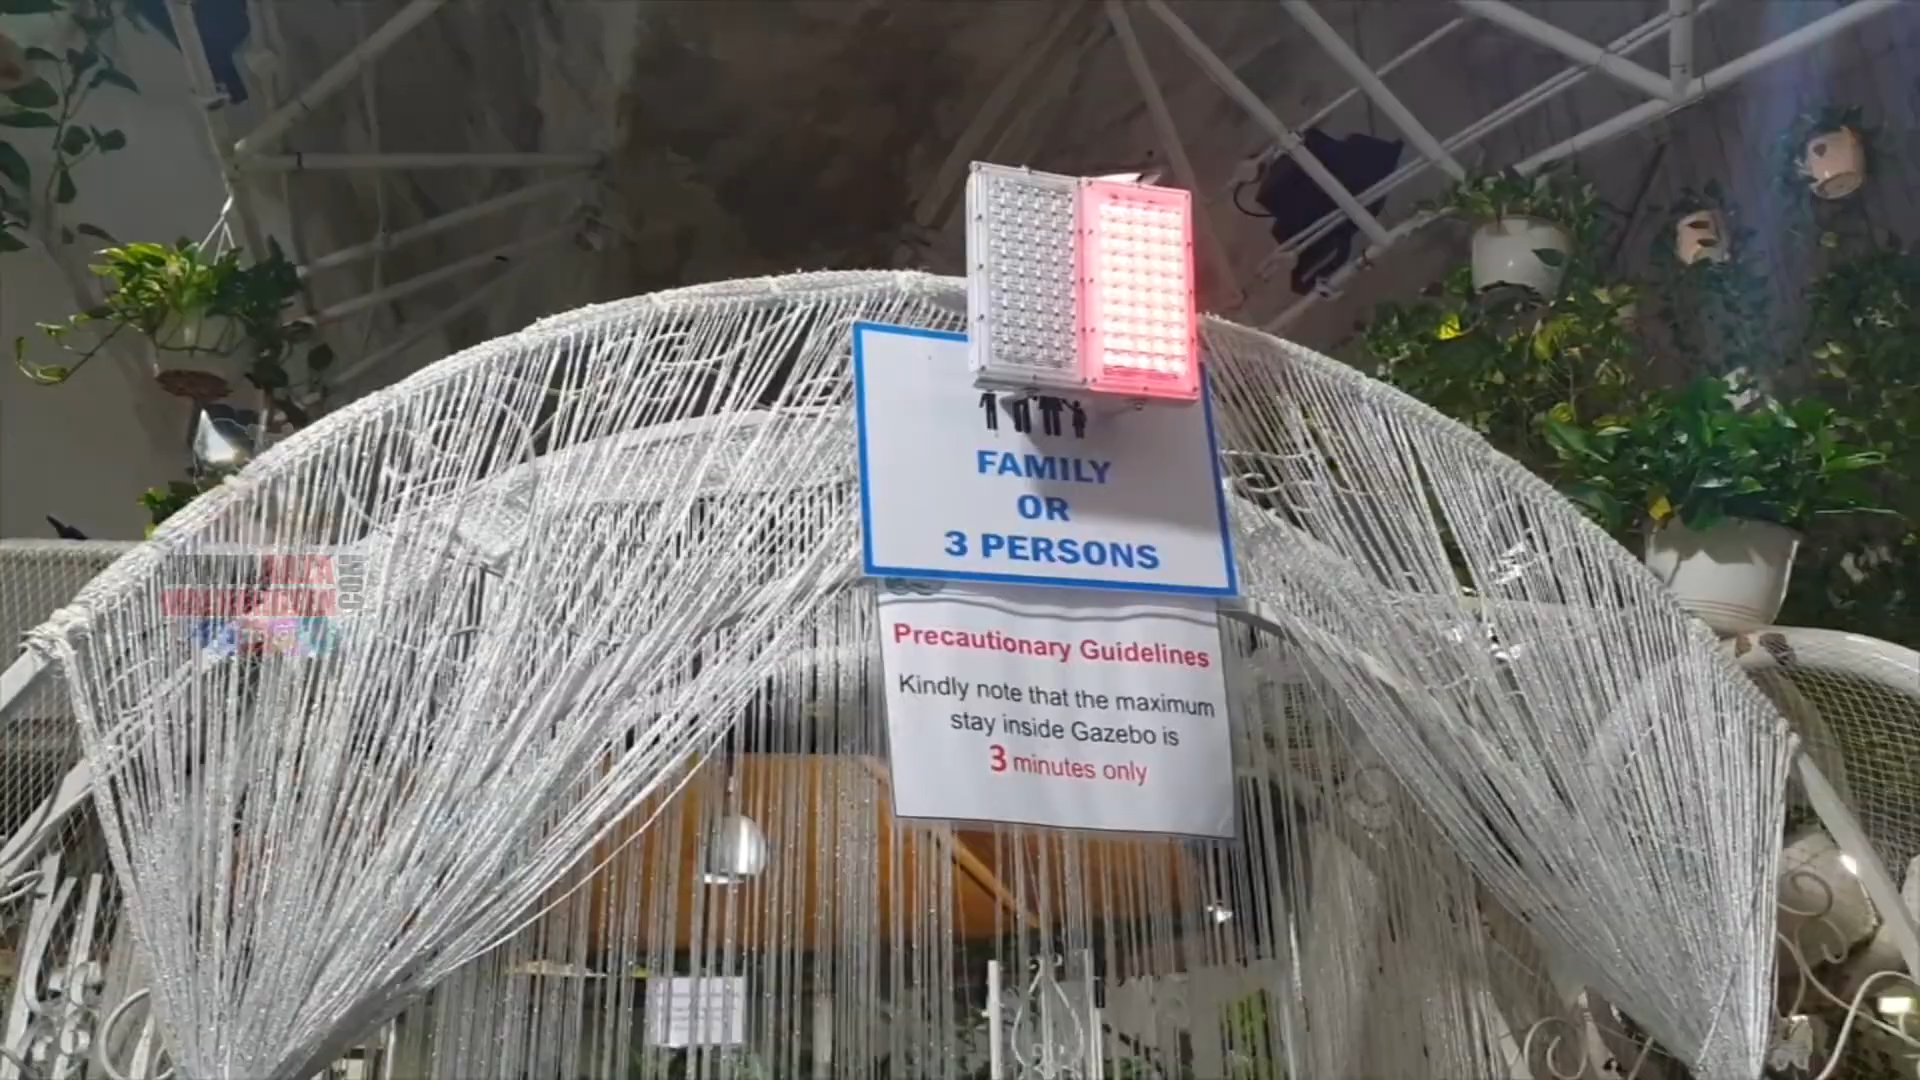 FAMILY
OR
3 PERSONS
Precautionary Guidelines
Kindly note that the maximum
stay inside Gazebo is
3 minutes only